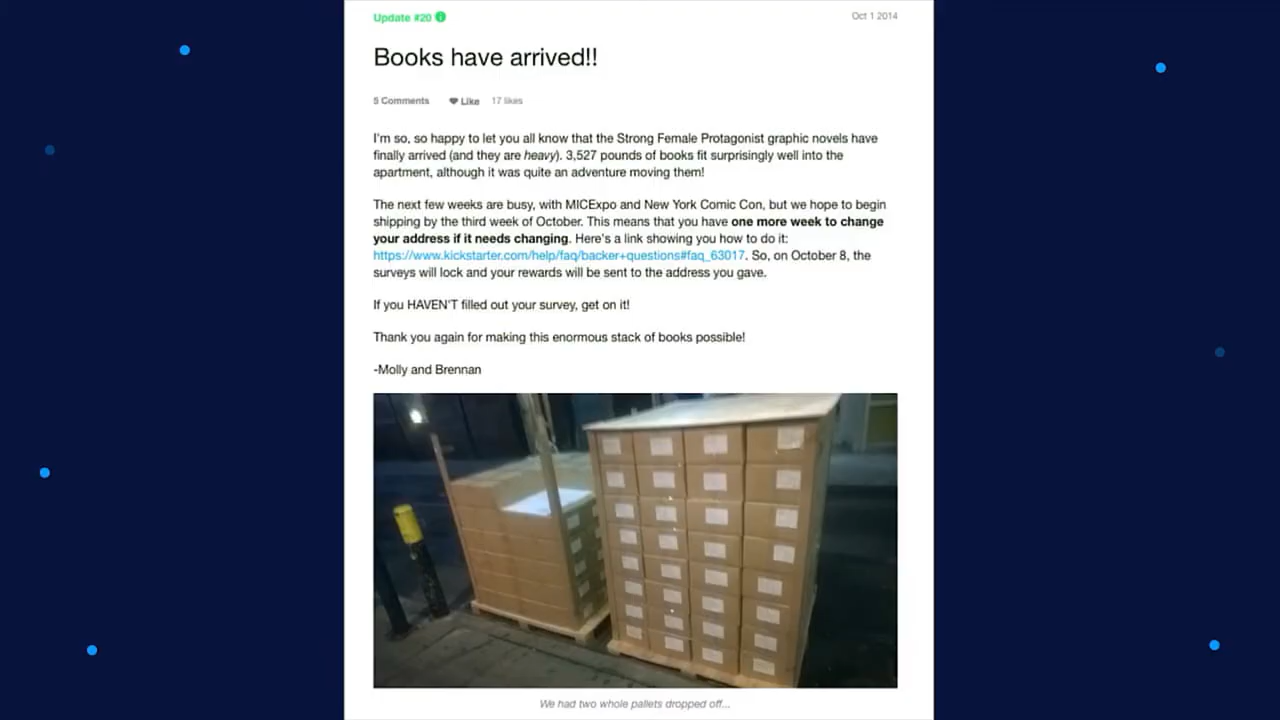 Update #20
Oct 1 2014
Books have arrived!!
5 Comments Like 17 likes
I'm so, so happy to let you all know that the Strong Female Protagonist graphic novels have
finally arrived (and they are heavy). 3,527 pounds of books fit surprisingly well into the
apartment, although it was quite an adventure moving them!
The next few weeks are busy, with MICExpo and New York Comic Con, but we hope to begin
shipping by the third week of October. This means that you have one more week to change
your address if it needs changing. Here's a link showing you how to do it:
https://www.kickstarter.com/help/faq/backer+questions#faq_63017. So, on October 8, the
surveys will lock and your rewards will be sent to the address you gave.
If you HAVEN'T filled out your survey, get on it!
Thank you again for making this enormous stack of books possible!
-Molly and Brennan
We had two whole pallets dropped off...